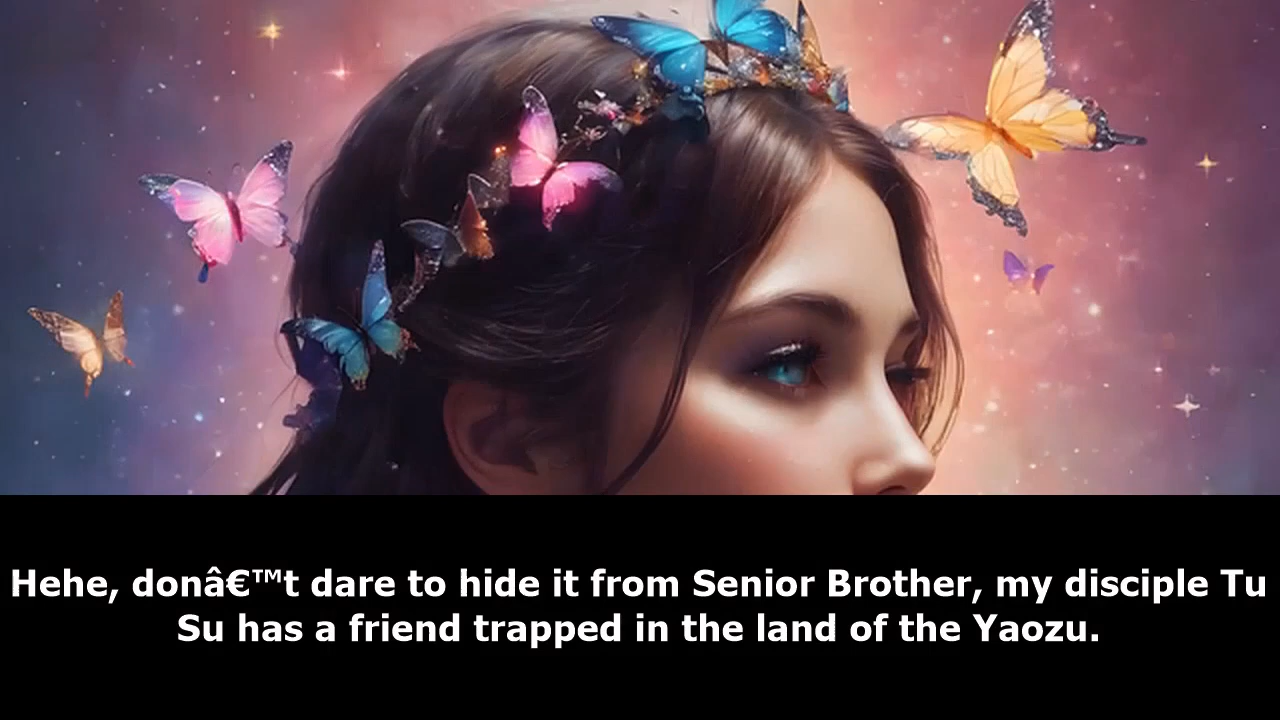 Hehe, donâ€™t dare to hide it from Senior Brother, my disciple Tu
Su has a friend trapped in the land of the Yaozu.